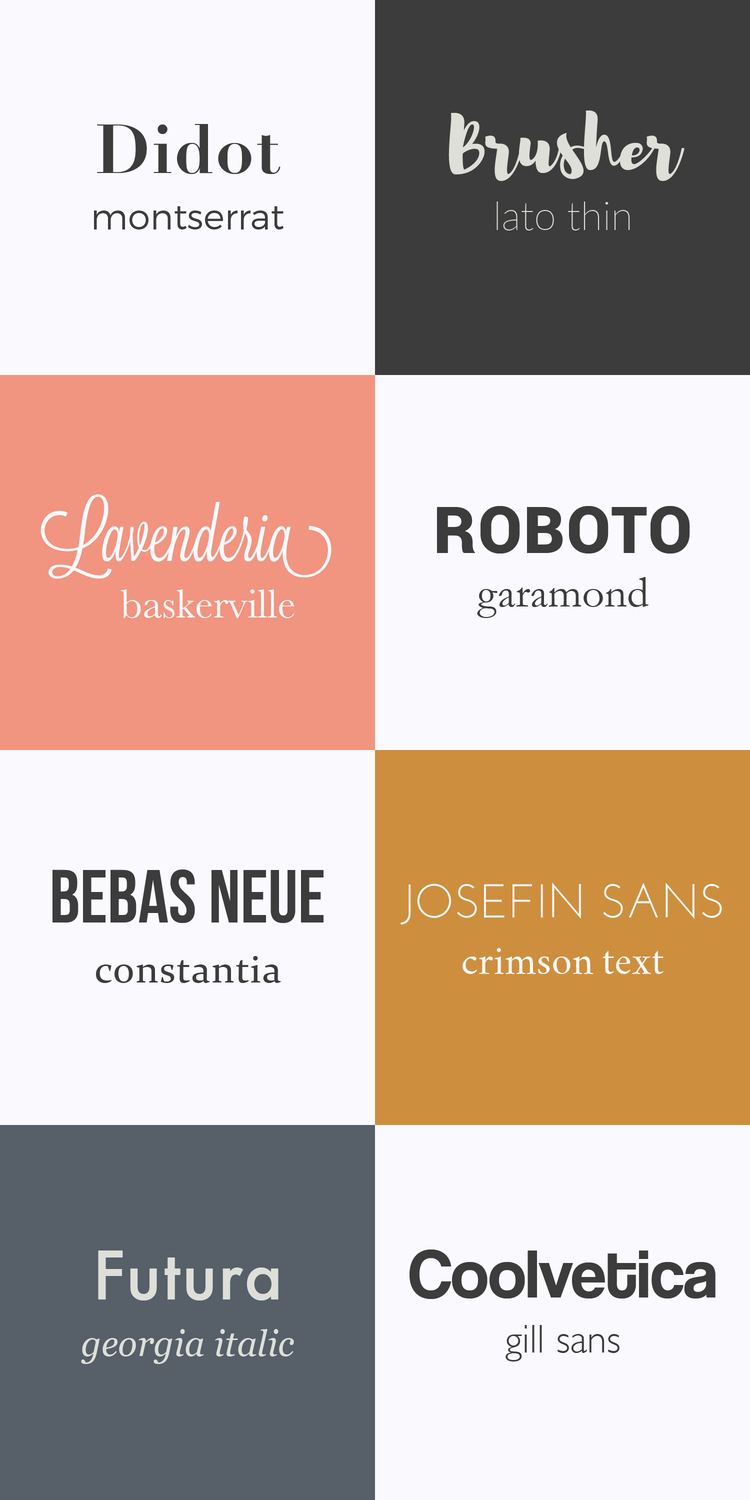 Didot
montserrat
Brusher
lato thin
Lavenderia
baskerville
ROBOTO
garamond
BEBAS NEUE
constantia
JOSEFIN SANS
crimson text
Futura
georgia italic
Coolvetica
gill sans